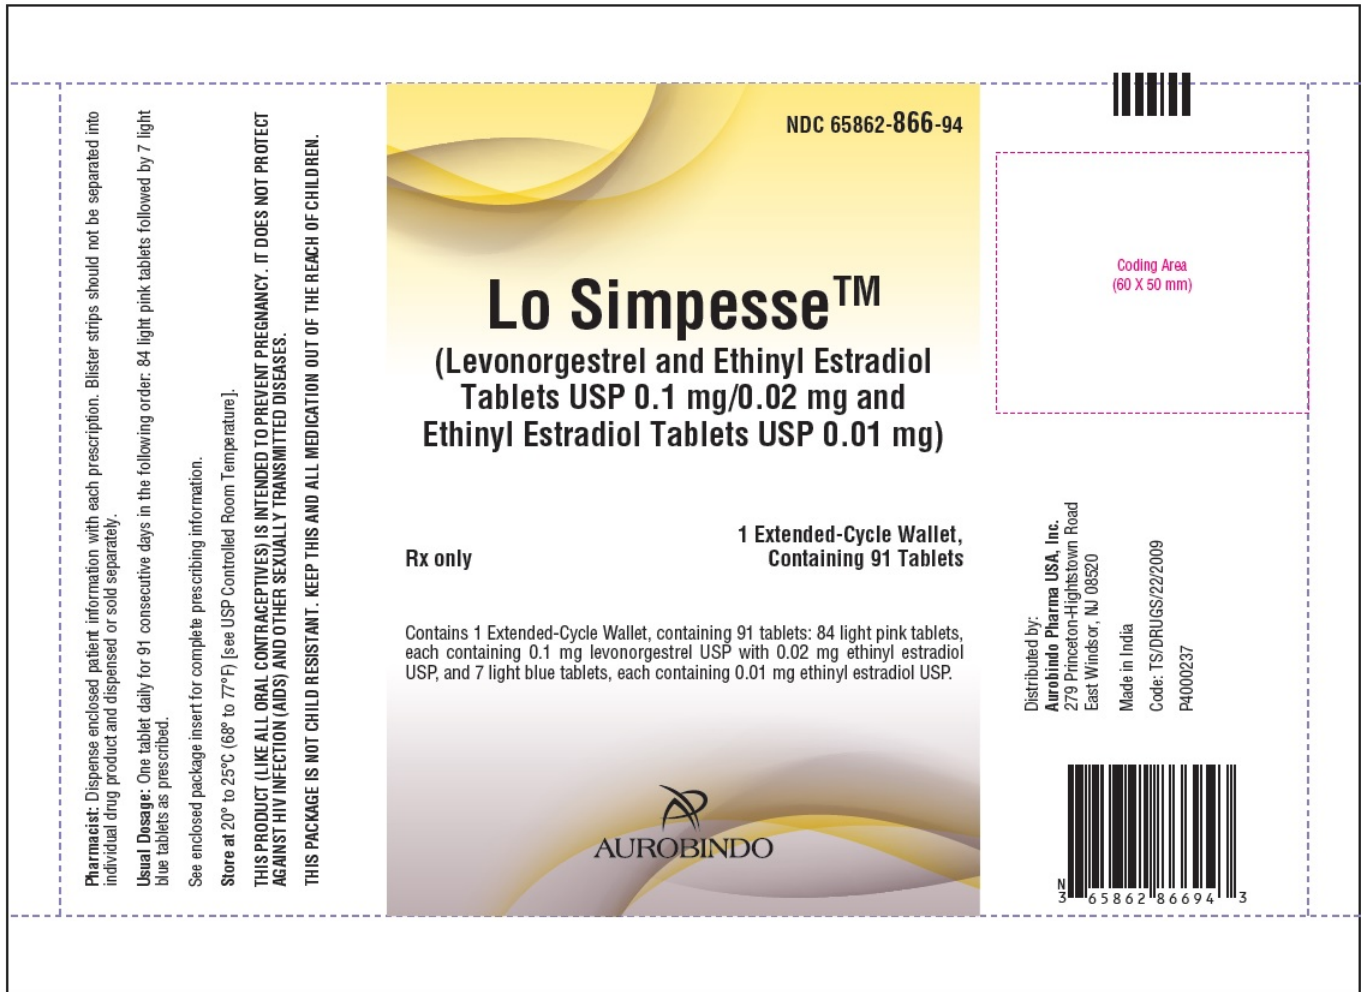 Pharmacist: Dispense enclosed patient information with each prescription. Blister strips should not be separated into
individual drug product and dispensed or sold separately.
Usual Dosage: One tablet daily for 91 consecutive days in the following order: 84 light pink tablets followed by 7 light
blue tablets as prescribed.
See enclosed package insert for complete prescribing information.
Store at 20° to 25°C (68° to 77°F) [see USP Controlled Room Temperature].
THIS PRODUCT (LIKE ALL ORAL CONTRACEPTIVES) IS INTENDED TO PREVENT PREGNANCY. IT DOES NOT PROTECT
AGAINST HIV INFECTION (AIDS) AND OTHER SEXUALLY TRANSMITTED DISEASES.
THIS PACKAGE IS NOT CHILD RESISTANT. KEEP THIS AND ALL MEDICATION OUT OF THE REACH OF CHILDREN.
NDC 65862-866-94
Lo Simpesse™
(Levonorgestrel and Ethinyl Estradiol
Tablets USP 0.1 mg/0.02 mg and
Ethinyl Estradiol Tablets USP 0.01 mg)
Rx only
1 Extended-Cycle Wallet,
Containing 91 Tablets
Contains 1 Extended-Cycle Wallet, containing 91 tablets: 84 light pink tablets,
each containing 0.1 mg levonorgestrel USP with 0.02 mg ethinyl estradiol
USP, and 7 light blue tablets, each containing 0.01 mg ethinyl estradiol USP.
AUROBINDO
Coding Area
(60 X 50 mm)
Distributed by:
Aurobindo Pharma USA, Inc.
279 Princeton-Hightstown Road
East Windsor, NJ 08520
Made in India
Code: TS/DRUGS/22/2009
P4000237
N
3 65862 86694 3